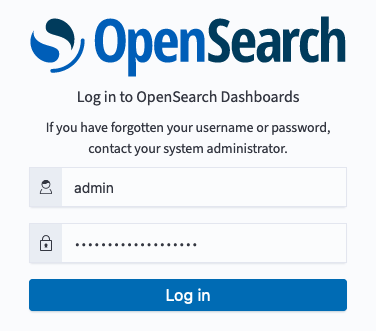 OpenSearch
Log in to OpenSearch Dashboards
If you have forgotten your username or password,
contact your system administrator.
admin
•••••••••••••••••••
Log in